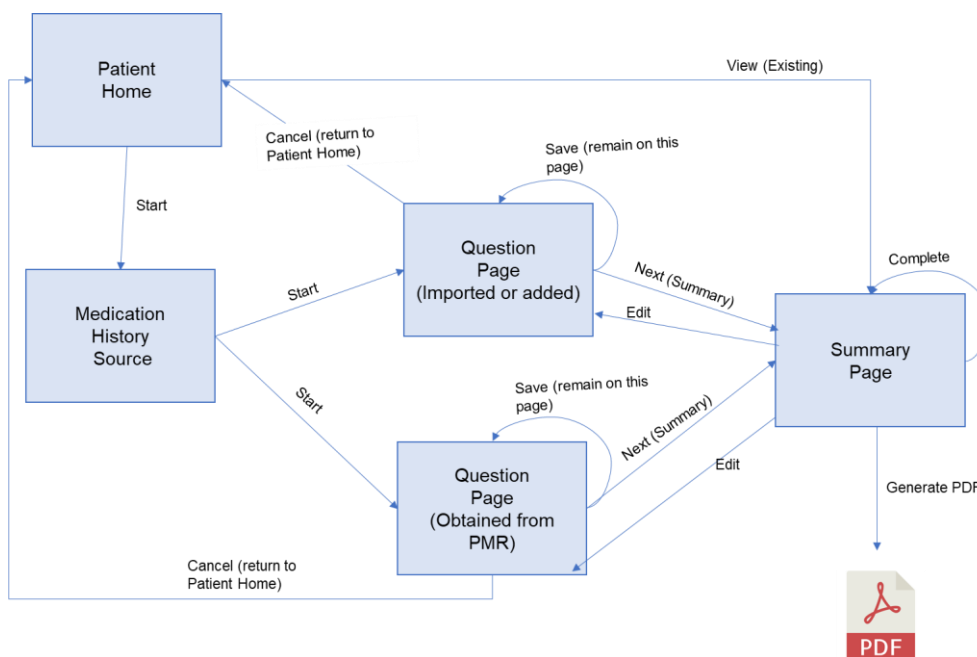 Patient
Home
View (Existing)
Cancel (return to
Patient Home)
Save (remain on this
page)
Start
Question
Page
(Imported or added)
Complete
Start
Next (Summary)
Edit
Medication
History
Source
Summary
Page
Start
Save (remain on this
page)
Next (Summary)
Edit
Question
Page
(Obtained from
PMR)
Generate PDF
Cancel (return to
Patient Home)
PDF